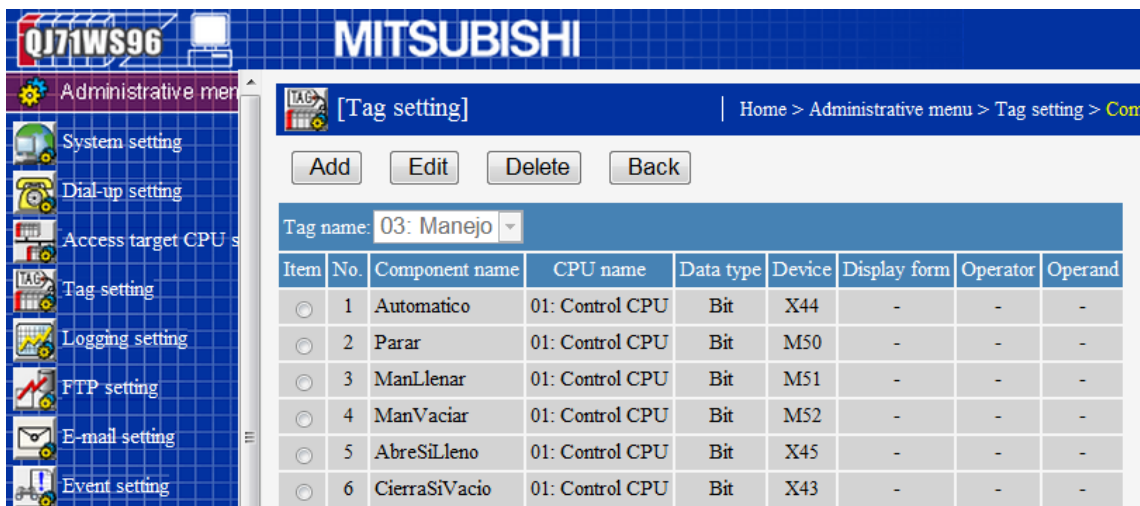 QJ71WS96
MITSUBISHI
Administrative men
System setting
Dial-up setting
Access target CPU s
Tag setting
Logging setting
FTP setting
E-mail setting
Event setting
[Tag setting]
Home > Administrative menu > Tag setting > Com
Add Edit Delete Back
Tag name: 03: Manejo
Item No. Component name CPU name Data type Device Display form Operator Operand
1 Automatico 01: Control CPU Bit X44 - - -
2 Parar 01: Control CPU Bit M50 - - -
3 ManLlenar 01: Control CPU Bit M51 - - -
4 ManVaciar 01: Control CPU Bit M52 - - -
5 AbreSiLleno 01: Control CPU Bit X45 - - -
6 CierraSiVacio 01: Control CPU Bit X43 - - -